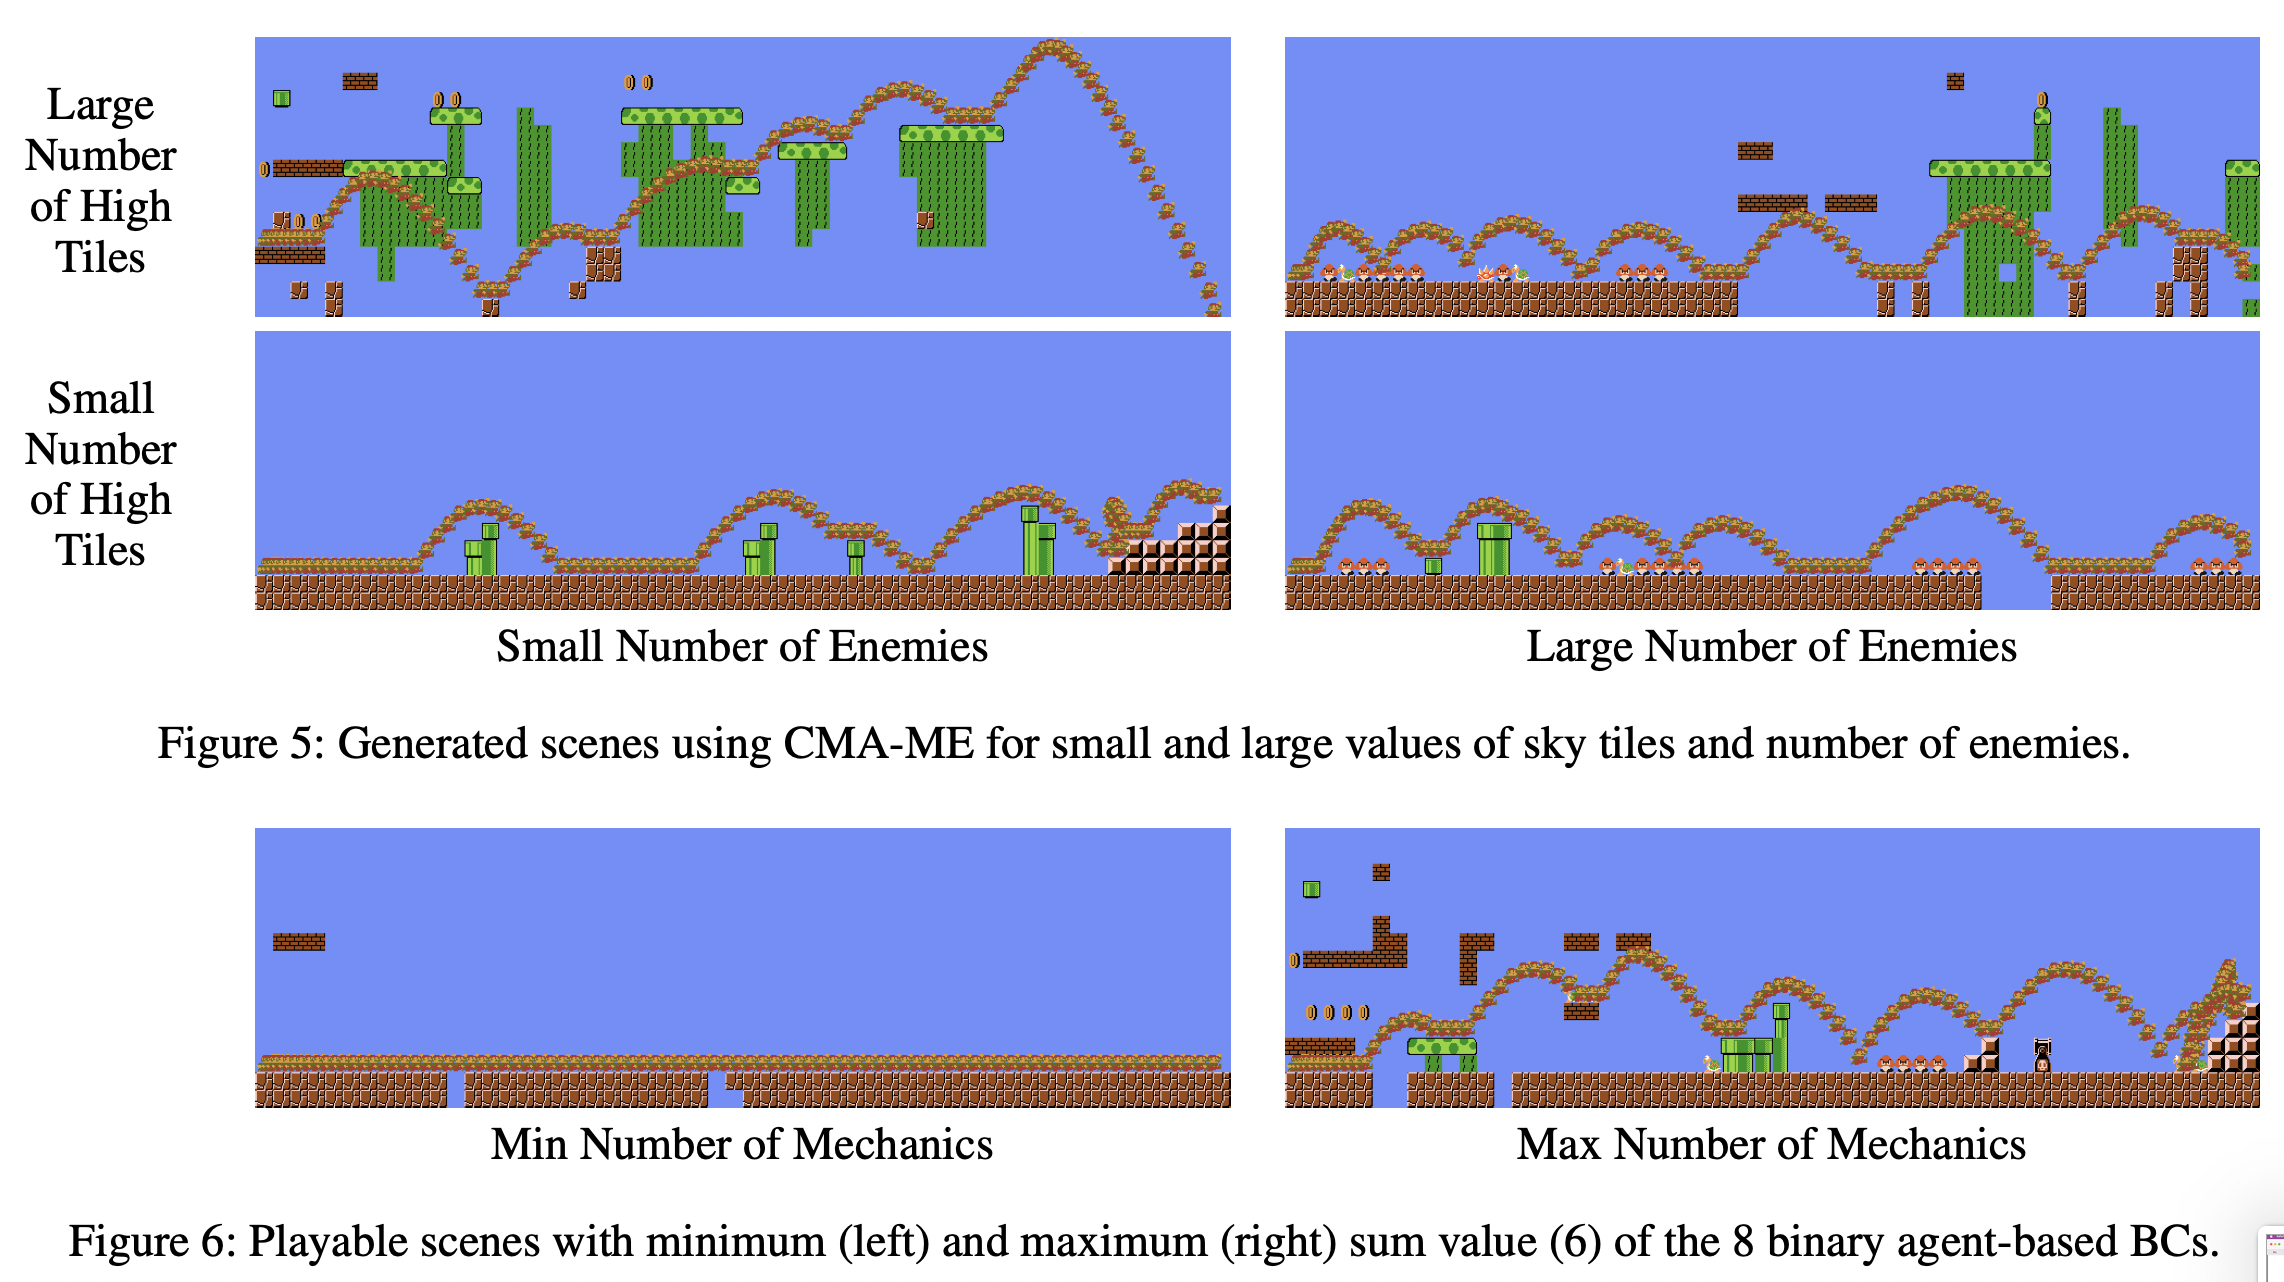 Large
Number
of High
Tiles
Small
Number
of High
Tiles
Small Number of Enemies
Large Number of Enemies
Figure 5: Generated scenes using CMA-ME for small and large values of sky tiles and number of enemies.
Min Number of Mechanics
Max Number of Mechanics
Figure 6: Playable scenes with minimum (left) and maximum (right) sum value (6) of the 8 binary agent-based BCs.